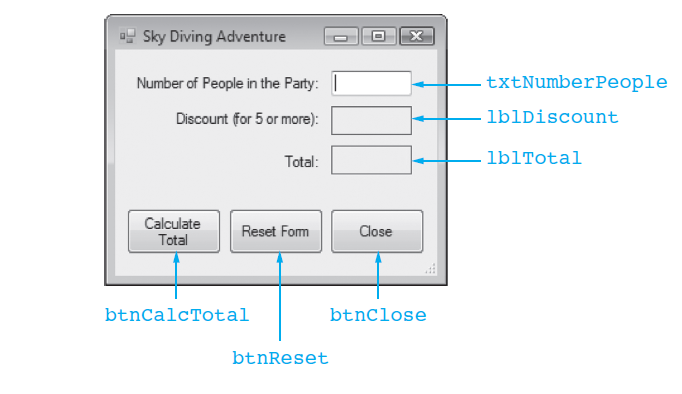 Sky Diving Adventure
Number of People in the Party:
txtNumberPeople
Discount (for 5 or more):
lblDiscount
Total:
lblTotal
Calculate
Total
Reset Form
Close
btnCalcTotal
btnClose
btnReset